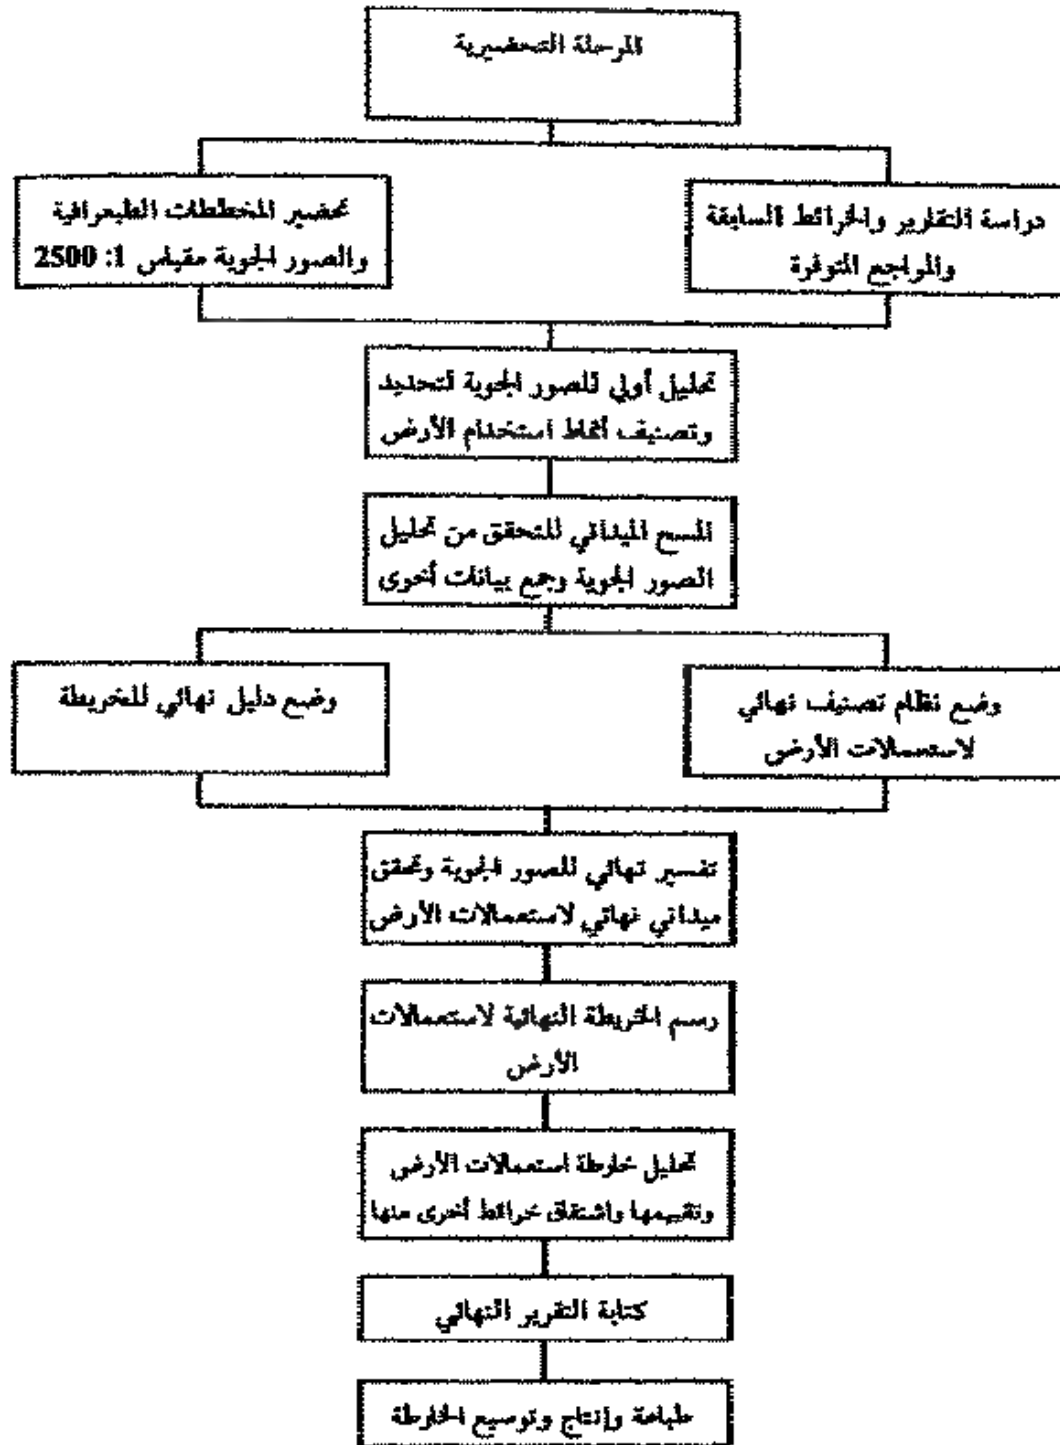 المرحلة التحضيرية
دراسة التقارير والخرائط السابقة
والمراجع المتوفرة
تحضير المخططات الطبغرافية
والصور الجوية مقياس 1: 2500
تحليل أولي للصور الجوية لتحديد
وتصنيف أنماط استخدام الأرض
المسح الميداني للتحقق من تحليل
الصور الجوية وجمع بيانات أخرى
وضع نظام تصنيف نهائي
لاستعمالات الأرض
وضع دليل نهائي للخريطة
تفسير نهائي للصور الجوية وتحقق
ميداني نهائي لاستعمالات الأرض
رسم الخريطة النهائية لاستعمالات
الأرض
تحليل خارطة استعمالات الأرض
وتقييمها واشتقاق خرائط أخرى منها
كتابة التقرير النهائي
طباعة وإنتاج وتوسيع الخارطة